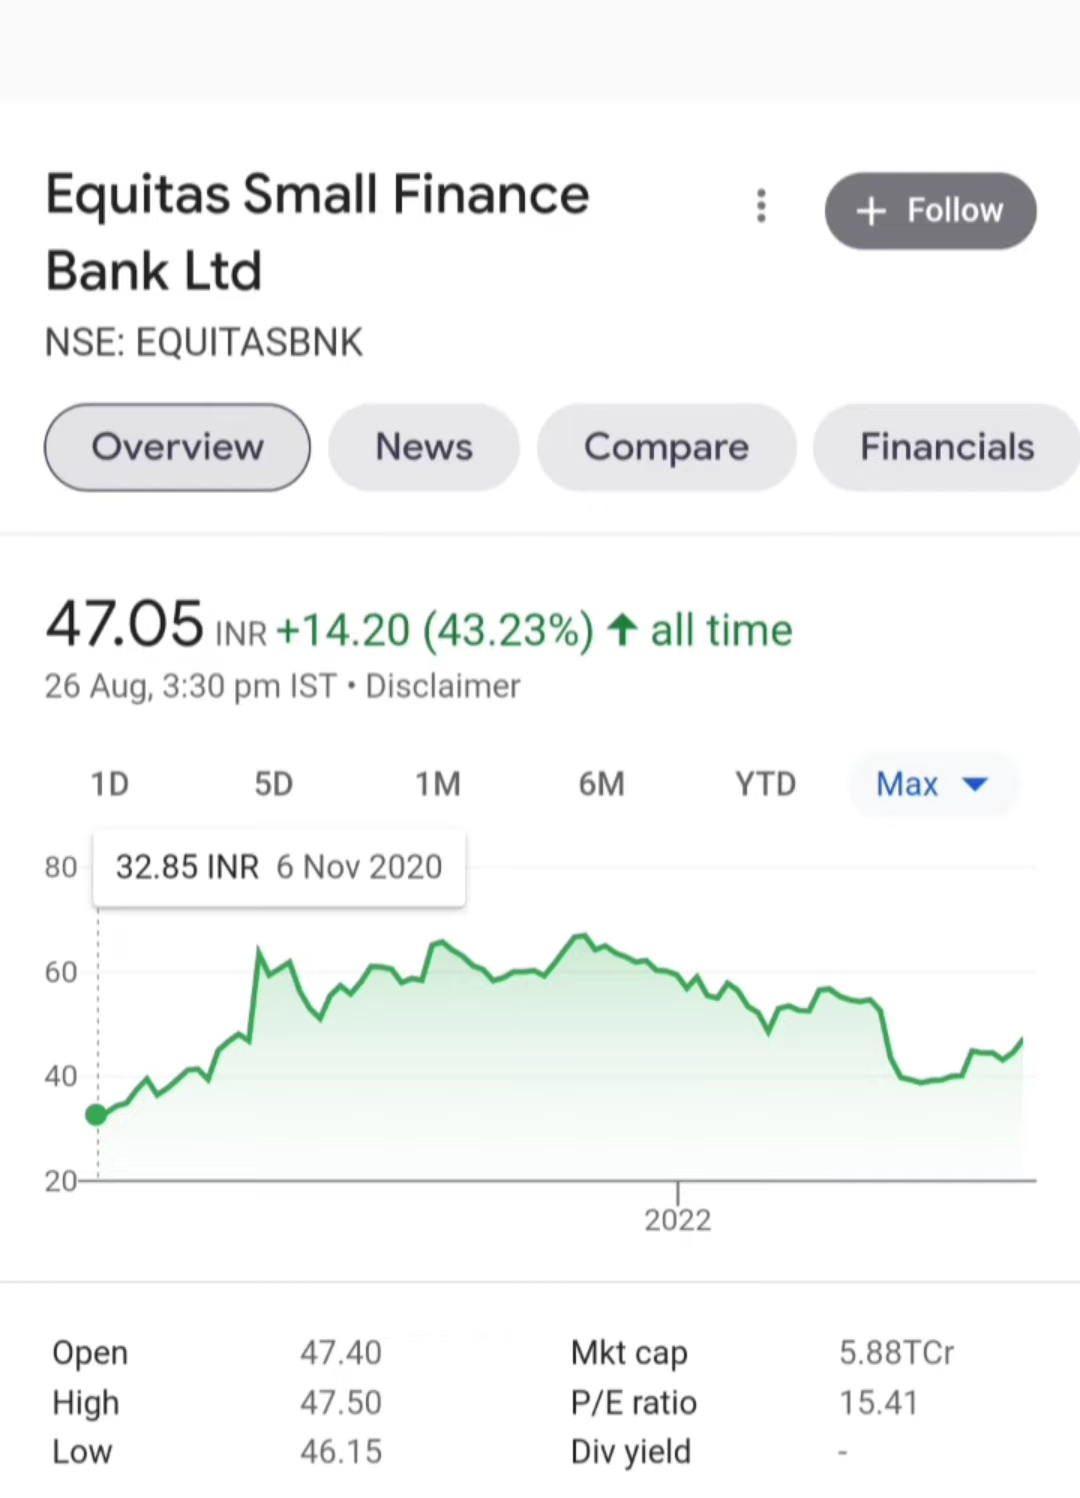 Equitas Small Finance
Bank Ltd
+ Follow
NSE: EQUITASBNK
Overview News Compare Financials
47.05 INR +14.20 (43.23%) ↑ all time
26 Aug, 3:30 pm IST • Disclaimer
1D 5D 1M 6M YTD Max
80
32.85 INR 6 Nov 2020
60
40
20
2022
Open 47.40 Mkt cap 5.88TCr
High 47.50 P/E ratio 15.41
Low 46.15 Div yield -